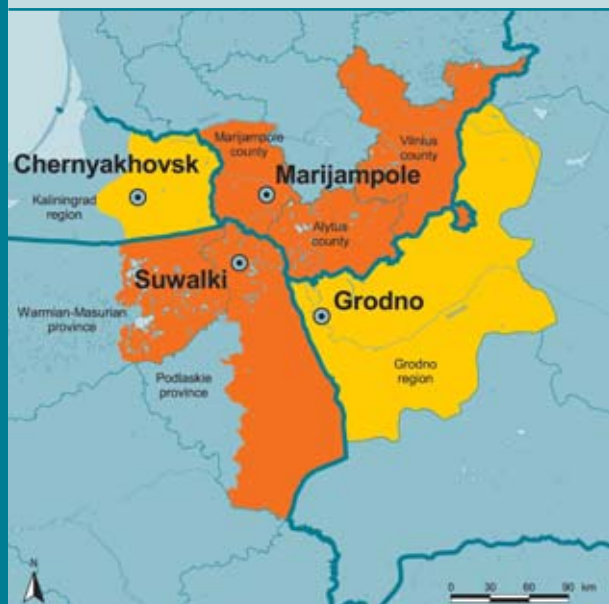 Marijampole
county
Vilnius
county
Chernyakhovsk
Marijampole
Kaliningrad
region
Alytus
county
Suwalki
Grodno
Warmian-Masurian
province
Podlaskie
province
Grodno
region
N
0 30 60 90 km